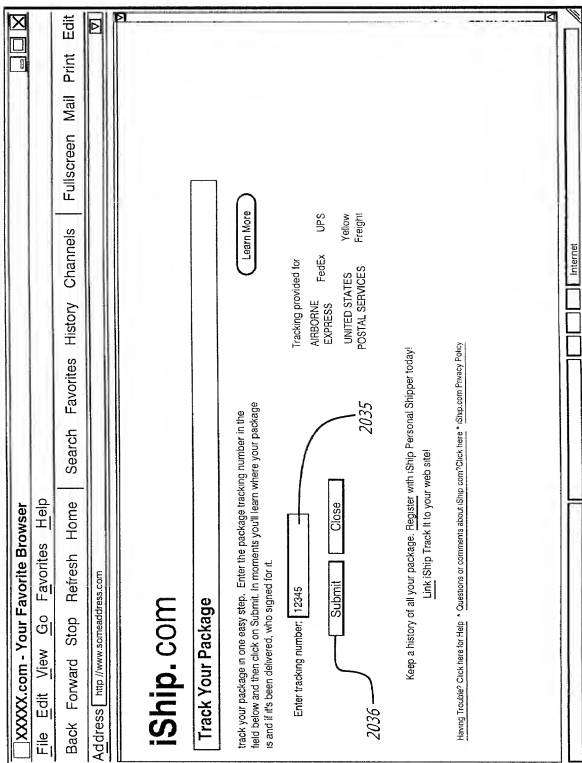 XXXXX.com - Your Favorite Browser
File Edit View Go Favorites Help
Back Forward Stop Refresh Home Search Favorites History Channels Fullscreen Mail Print Edit
Address http //www.someaddress.com
iShip.com
Track Your Package
track your package in one easy step. Enter the package tracking number in the
field below and then click on Submit. In moments you'll learn where your package
is and if it's been delivered, who signed for it.
Learn More
Enter tracking number; 12345
Submit Close
2036
2035
Tracking provided for
AIRBORNE EXPRESS FedEx UPS
UNITED STATES POSTAL SERVICES Yellow Freight
Keep a history of all your package. Register with iShip Personal Shipper today!
Link iShip Track It to your web site!
Having Trouble? Click here for Help * Questions or comments about iShip com?Click here * iShip.com Privacy Policy
Internet